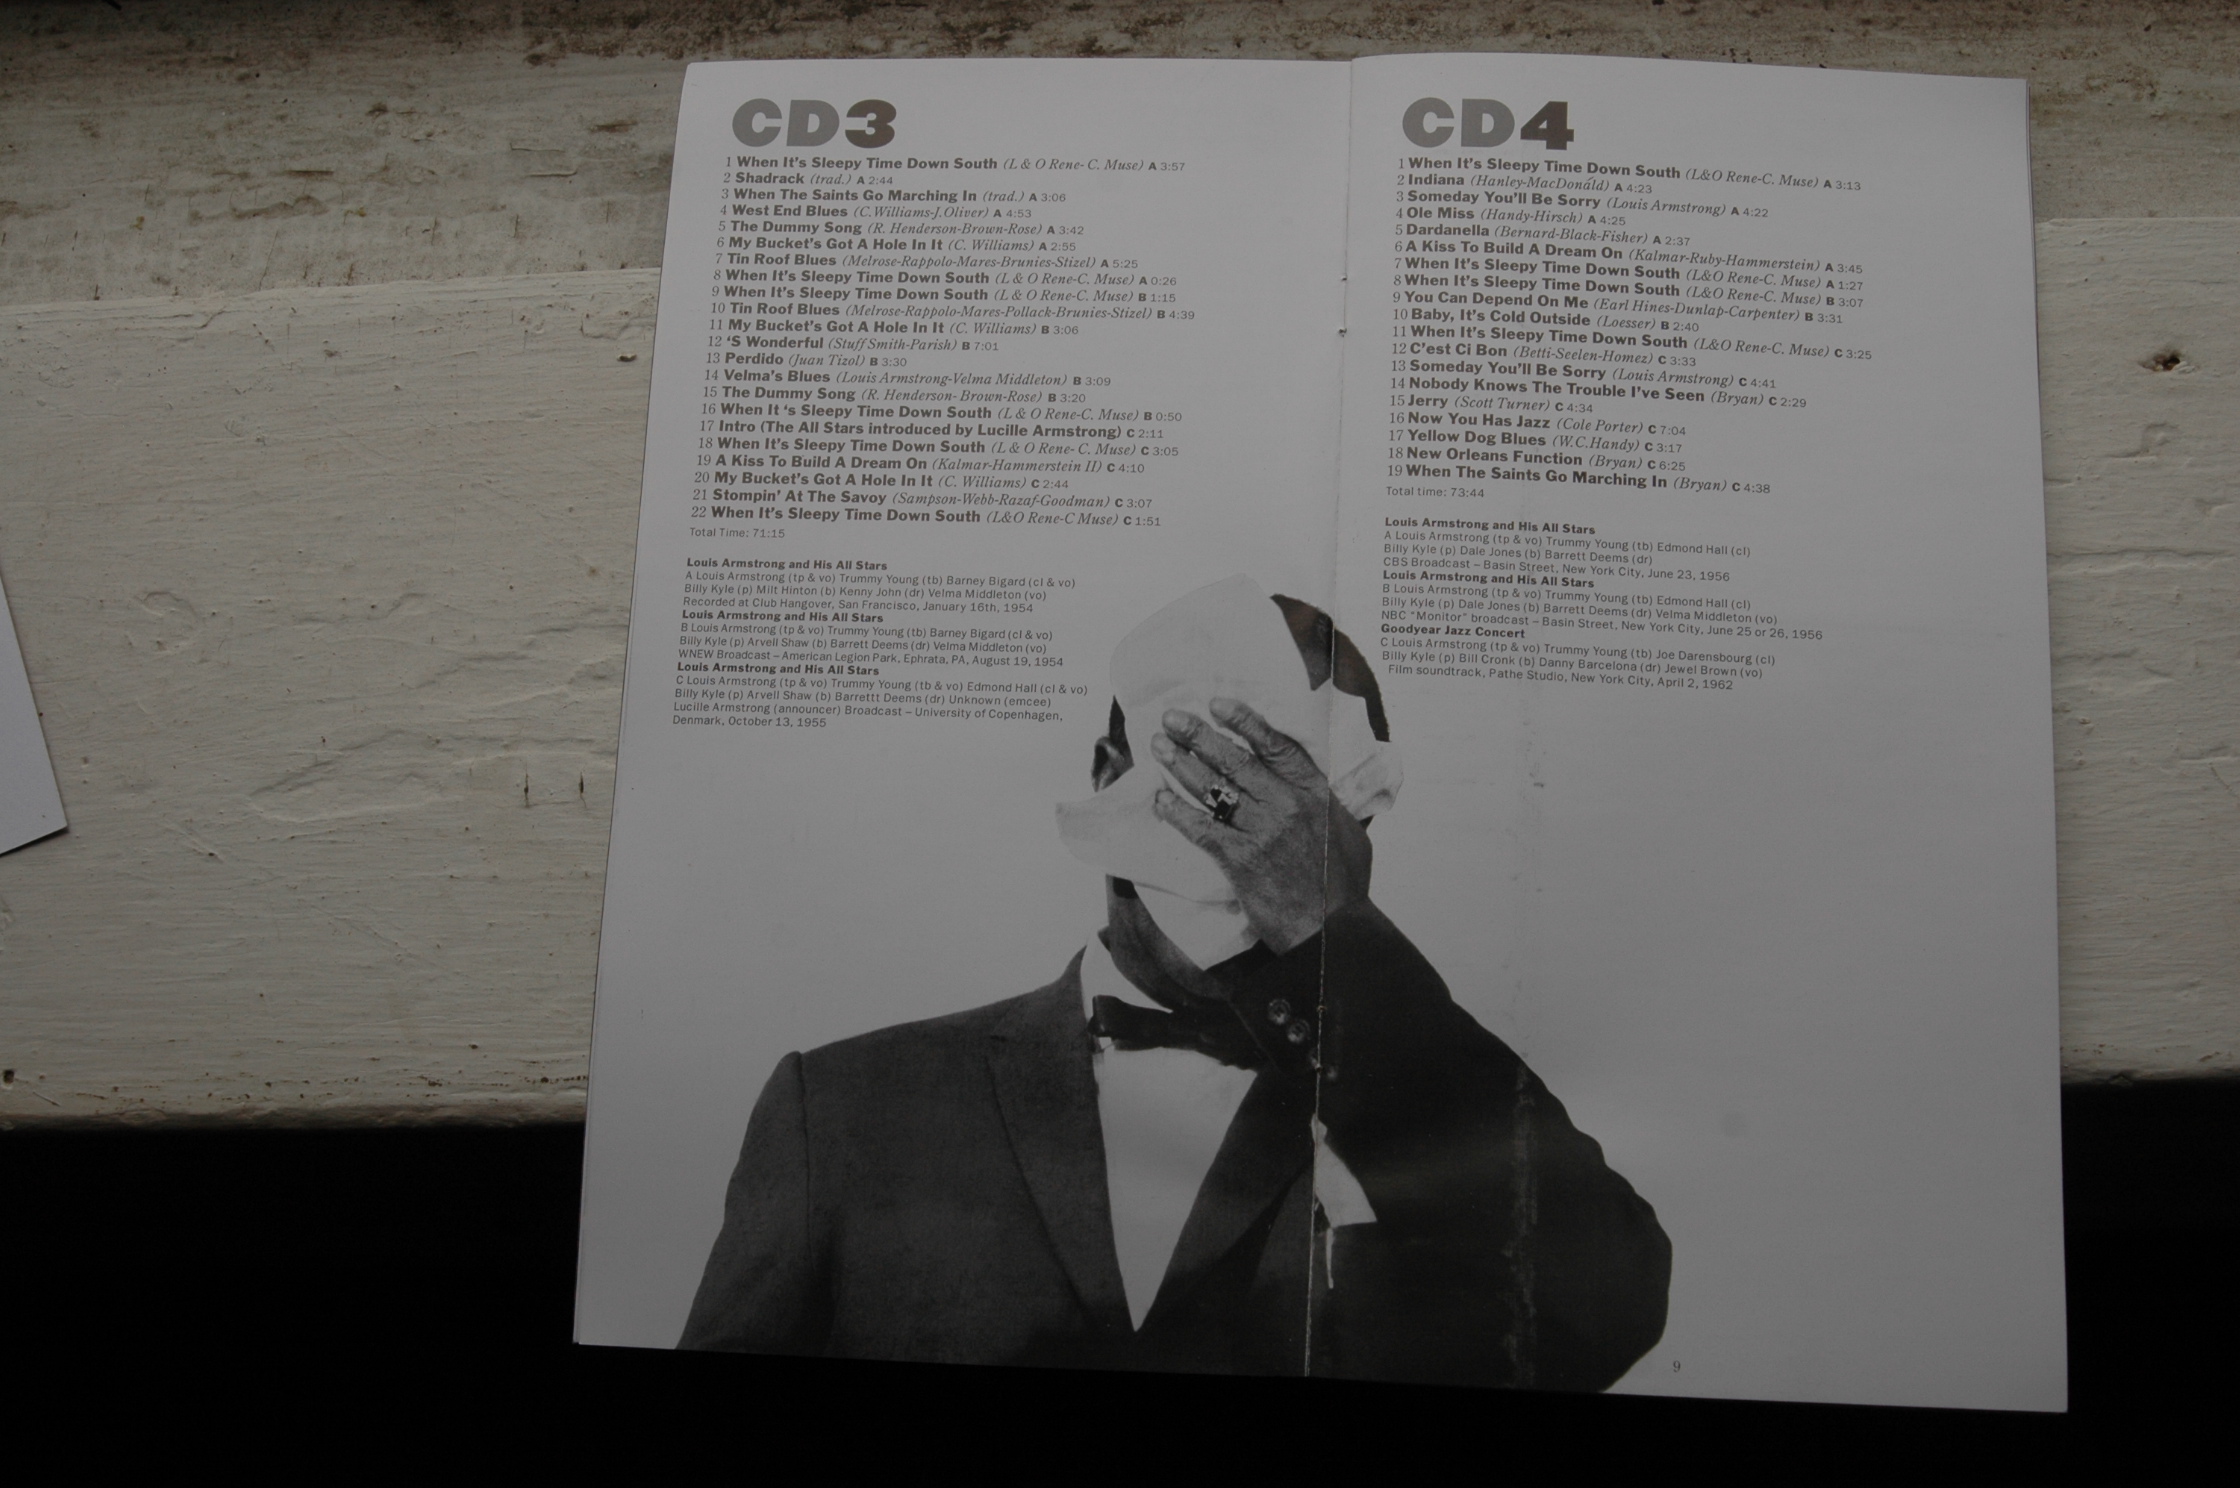 CD3
1 When It's Sleepy Time Down South (L & O Rene- C. Muse) A 3:57
2 Shadrack (trad.) A 2:44
3 When The Saints Go Marching In (trad.) A 3:06
4 West End Blues (C.Williams-J.Oliver) A 4:53
5 The Dummy Song (R. Henderson-Brown-Rose) A 3:42
6 My Bucket's Got A Hole In It (C. Williams) A 2:55
7 Tin Roof Blues (Melrose-Rappolo-Mares-Brunies-Stizel) A 5:25
8 When It's Sleepy Time Down South (L & O Rene-C. Muse) A 0:26
9 When It's Sleepy Time Down South (L & O Rene-C. Muse) B 1:15
10 Tin Roof Blues (Melrose-Rappolo-Mares-Pollack-Brunies-Stizel) B 4:39
11 My Bucket's Got A Hole In It (C. Williams) B 3:06
12 'S Wonderful (Stuff Smith-Parish) B 7:01
13 Perdido (Juan Tizol) B 3:30
14 Velma's Blues (Louis Armstrong-Velma Middleton) B 3:09
15 The Dummy Song (R. Henderson- Brown-Rose) B 3:20
16 When It 's Sleepy Time Down South (L & O Rene-C. Muse) B 0:50
17 Intro (The All Stars introduced by Lucille Armstrong) C 2:11
18 When It's Sleepy Time Down South (L & O Rene- C. Muse) C 3:05
19 A Kiss To Build A Dream On (Kalmar-Hammerstein II) C 4:10
20 My Bucket's Got A Hole In It (C. Williams) C 2:44
21 Stompin' At The Savoy (Sampson-Webb-Razaf-Goodman) C 3:07
22 When It's Sleepy Time Down South (L&O Rene-C Muse) C 1:51
Total Time: 71:15
Louis Armstrong and His All Stars
A Louis Armstrong (tp & vo) Trummy Young (tb) Barney Bigard (cl & vo)
Billy Kyle (p) Milt Hinton (b) Kenny John (dr) Velma Middleton (vo)
Recorded at Club Hangover, San Francisco, January 16th, 1954
Louis Armstrong and His All Stars
B Louis Armstrong (tp & vo) Trummy Young (tb) Barney Bigard (cl & vo)
Billy Kyle (p) Arvell Shaw (b) Barrett Deems (dr) Velma Middleton (vo)
WNEW Broadcast – American Legion Park, Ephrata, PA, August 19, 1954
Louis Armstrong and His All Stars
C Louis Armstrong (tp & vo) Trummy Young (tb & vo) Edmond Hall (cl & vo)
Billy Kyle (p) Arvell Shaw (b) Barrettt Deems (dr) Unknown (emcee)
Lucille Armstrong (announcer) Broadcast – University of Copenhagen,
Denmark, October 13, 1955
CD4
1 When It's Sleepy Time Down South (L&O Rene-C. Muse) A 3:13
2 Indiana (Hanley-MacDonald) A 4:23
3 Someday You'll Be Sorry (Louis Armstrong) A 4:22
4 Ole Miss (Handy-Hirsch) A 4:25
5 Dardanella (Bernard-Black-Fisher) A 2:37
6 A Kiss To Build A Dream On (Kalmar-Ruby-Hammerstein) A 3:45
7 When It's Sleepy Time Down South (L&O Rene-C. Muse) A 1:27
8 When It's Sleepy Time Down South (L&O Rene-C. Muse) B 3:07
9 You Can Depend On Me (Earl Hines-Dunlap-Carpenter) B 3:31
10 Baby, It's Cold Outside (Loesser) B 2:40
11 When It's Sleepy Time Down South (L&O Rene-C. Muse) C 3:25
12 C'est Ci Bon (Betti-Seelen-Homez) C 3:33
13 Someday You'll Be Sorry (Louis Armstrong) C 4:41
14 Nobody Knows The Trouble I've Seen (Bryan) C 2:29
15 Jerry (Scott Turner) C 4:34
16 Now You Has Jazz (Cole Porter) C 7:04
17 Yellow Dog Blues (W.C.Handy) C 3:17
18 New Orleans Function (Bryan) C 6:25
19 When The Saints Go Marching In (Bryan) C 4:38
Total time: 73:44
Louis Armstrong and His All Stars
A Louis Armstrong (tp & vo) Trummy Young (tb) Edmond Hall (cl)
Billy Kyle (p) Dale Jones (b) Barrett Deems (dr)
CBS Broadcast – Basin Street, New York City, June 23, 1956
Louis Armstrong and His All Stars
B Louis Armstrong (tp & vo) Trummy Young (tb) Edmond Hall (cl)
Billy Kyle (p) Dale Jones (b) Barrett Deems (dr) Velma Middleton (vo)
NBC "Monitor" broadcast – Basin Street, New York City, June 25 or 26, 1956
Goodyear Jazz Concert
C Louis Armstrong (tp & vo) Trummy Young (tb) Joe Darensbourg (cl)
Billy Kyle (p) Bill Cronk (b) Danny Barcelona (dr) Jewel Brown (vo)
Film soundtrack, Pathe Studio, New York City, April 2, 1962
9